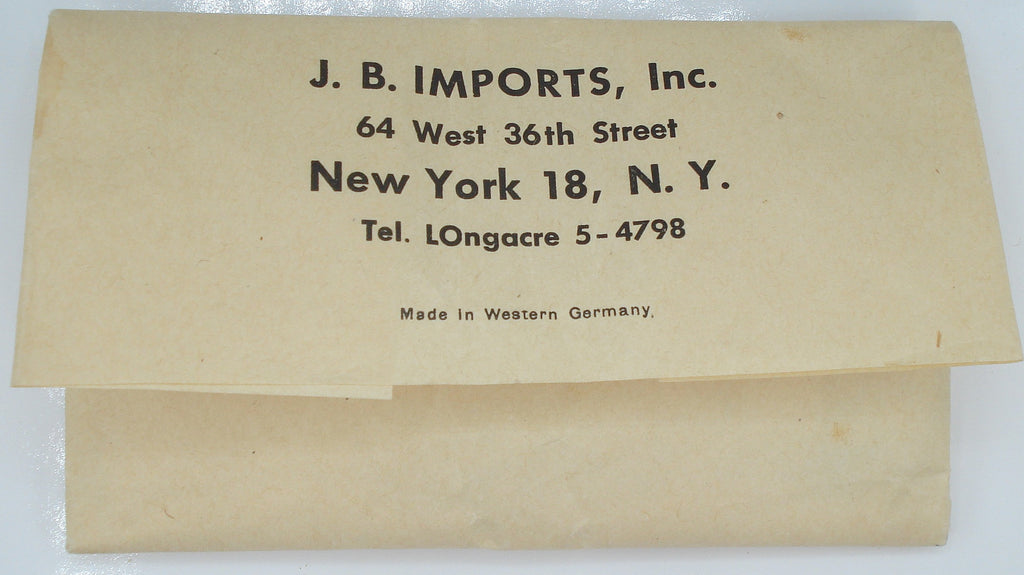 J. B. IMPORTS, Inc.
64 West 36th Street
New York 18, N. Y.
Tel. LOngacre 5-4798
Made in Western Germany.